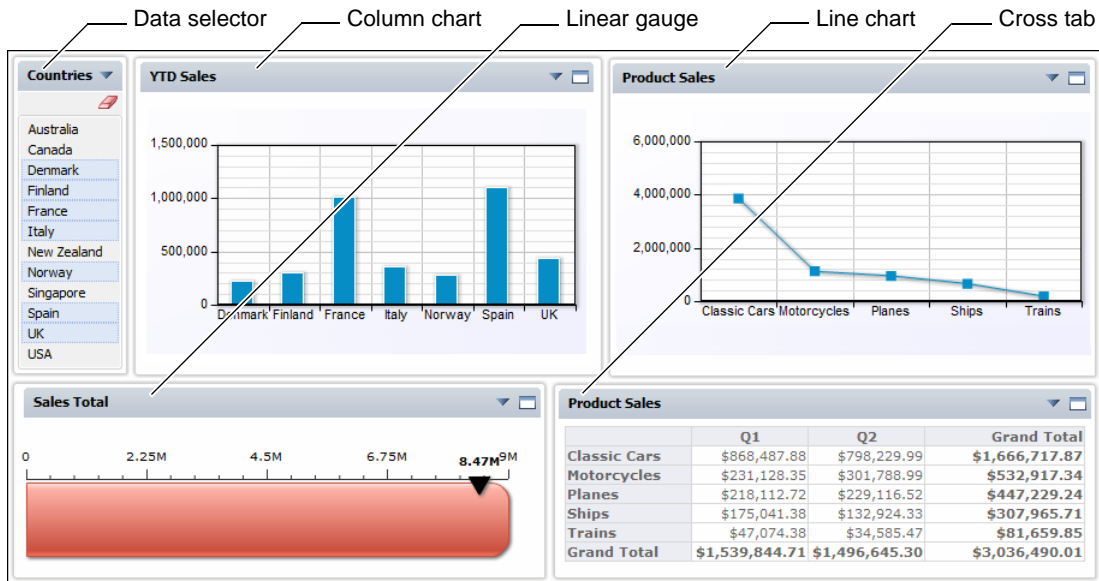 Data selector Column chart Linear gauge Line chart Cross tab
Countries
Australia
Canada
Denmark
Finland
France
Italy
New Zealand
Norway
Singapore
Spain
UK
USA
YTD Sales
1,500,000
1,000,000
500,000
0
Denmark Finland France Italy Norway Spain UK
Product Sales
6,000,000
4,000,000
2,000,000
0
Classic Cars Motorcycles Planes Ships Trains
Sales Total
0 2.25M 4.5M 6.75M 8.47M 9M
Product Sales
Q1 Q2 Grand Total
Classic Cars $868,487.88 $798,229.99 $1,666,717.87
Motorcycles $231,128.35 $301,788.99 $532,917.34
Planes $218,112.72 $229,116.52 $447,229.24
Ships $175,041.38 $132,924.33 $307,965.71
Trains $47,074.38 $34,585.47 $81,659.85
Grand Total $1,539,844.71 $1,496,645.30 $3,036,490.01